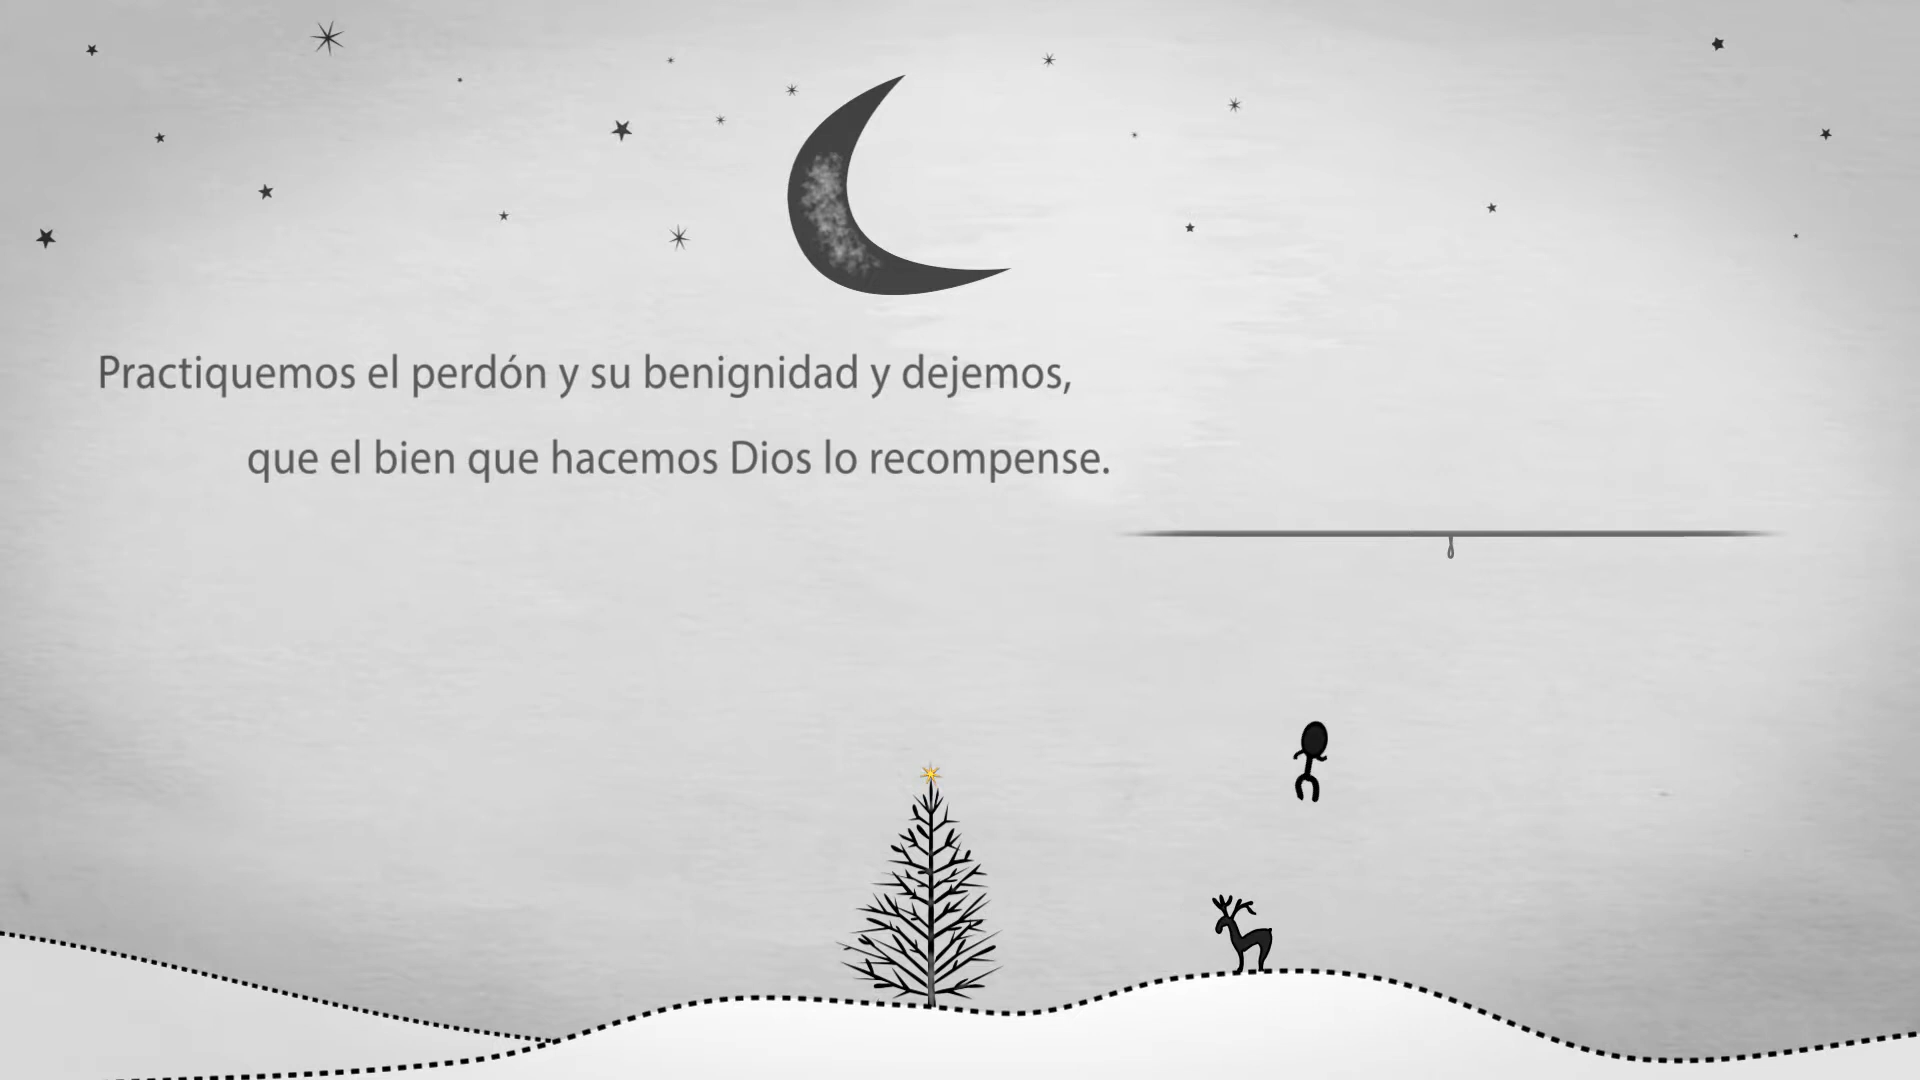 Practiquemos el perdón y su benignidad y dejemos,
que el bien que hacemos Dios lo recompense.